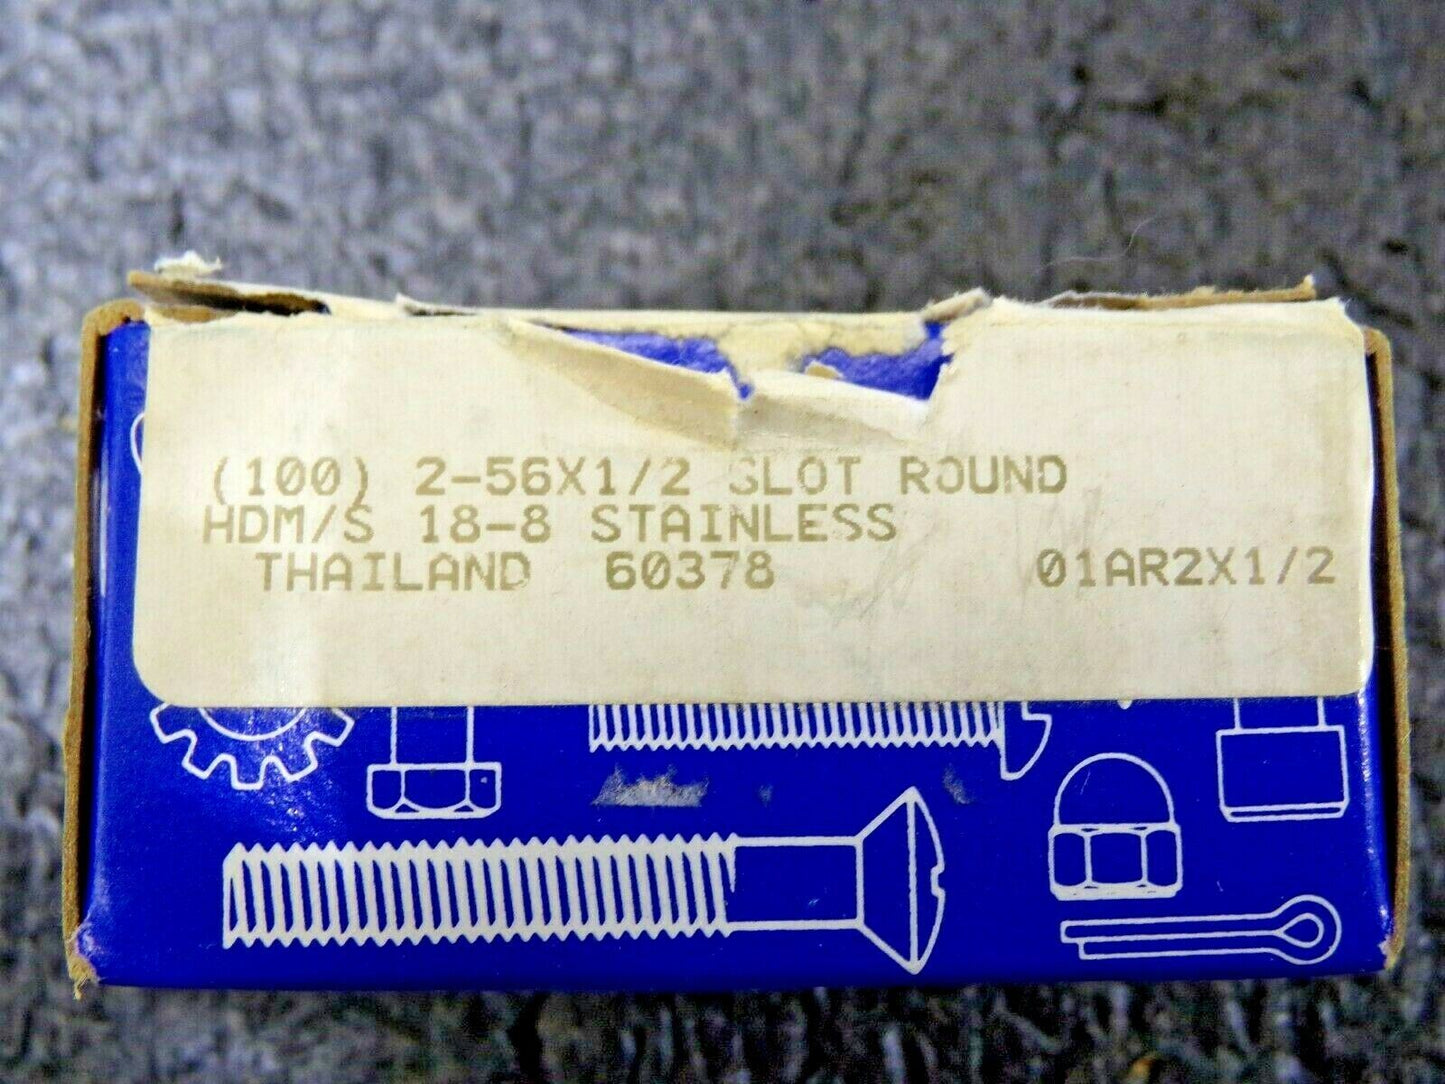 (100) 2-56X1/2 SLOT ROUND
HDM/S 18-8 STAINLESS
THAILAND 60378 01AR2X1/2